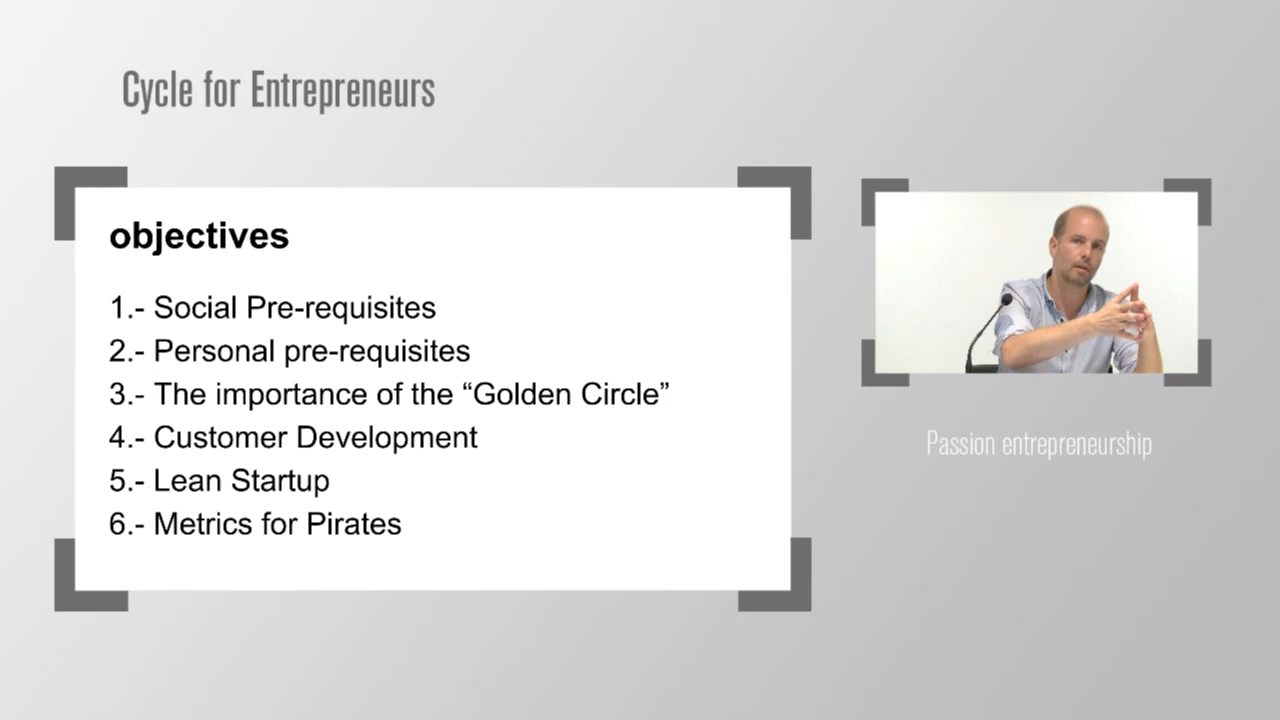 Cycle for Entrepreneurs
objectives
1.- Social Pre-requisites
2.- Personal pre-requisites
3.- The importance of the “Golden Circle”
4.- Customer Development
5.- Lean Startup
6.- Metrics for Pirates
Passion entrepreneurship